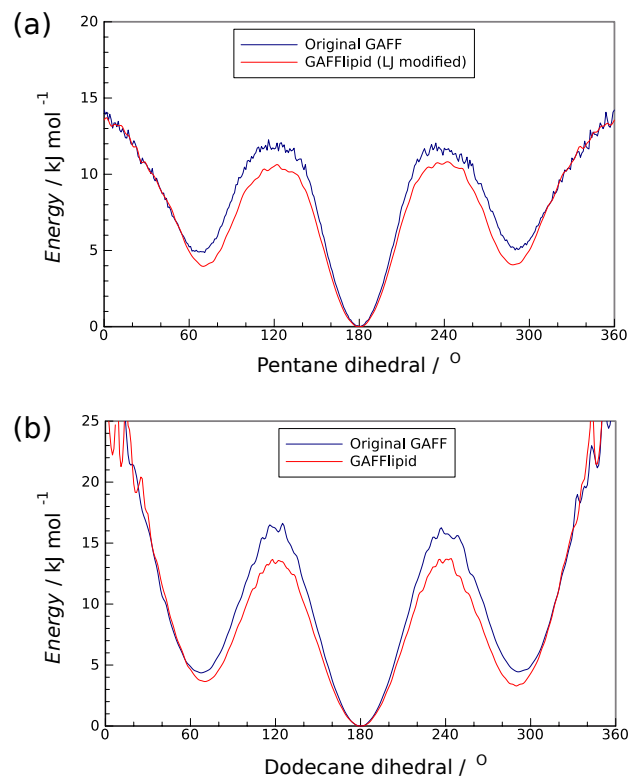 (a)
20
15
10
5
0
Energy / kJ mol -1
Original GAFF
GAFFlipid (LJ modified)
0 60 120 180 240 300 360
Pentane dihedral / O
(b)
25
20
15
10
5
0
Energy / kJ mol -1
Original GAFF
GAFFlipid
0 60 120 180 240 300 360
Dodecane dihedral / O